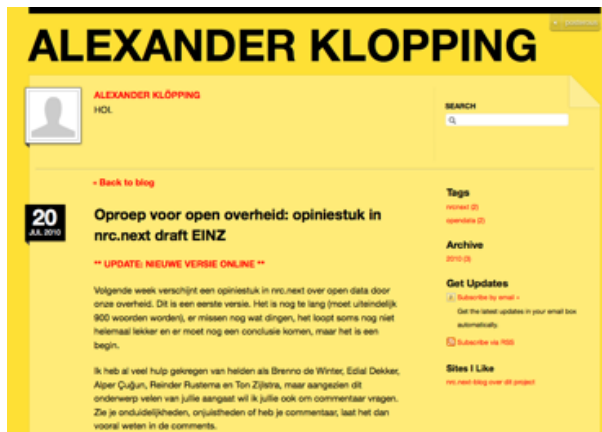 posterous
ALEXANDER KLOPPING
ALEXANDER KLÖPPING
HOI.
SEARCH
« Back to blog
20
JUL 2010
Oproep voor open overheid: opiniestuk in
nrc.next draft EINZ
** UPDATE: NIEUWE VERSIE ONLINE **
Volgende week verschijnt een opiniestuk in nrc.next over open data door
onze overheid. Dit is een eerste versie. Het is nog te lang (moet uiteindelijk
900 woorden worden), er missen nog wat dingen, het loopt soms nog niet
helemaal lekker en er moet nog een conclusie komen, maar het is een
begin.
Ik heb al veel hulp gekregen van helden als Brenno de Winter, Edial Dekker,
Alper Çuğun, Reinder Rustema en Ton Zijlstra, maar aangezien dit
onderwerp velen van jullie aangaat wil ik jullie ook om commentaar vragen.
Zie je onduidelijkheden, onjuistheden of heb je commentaar, laat het dan
vooral weten in de comments.
Tags
nrcnext (2)
opendata (2)
Archive
2010 (3)
Get Updates
Subscribe by email »
Get the latest updates in your email box
automatically.
Subscribe via RSS
Sites I Like
nrc.next-blog over dit project